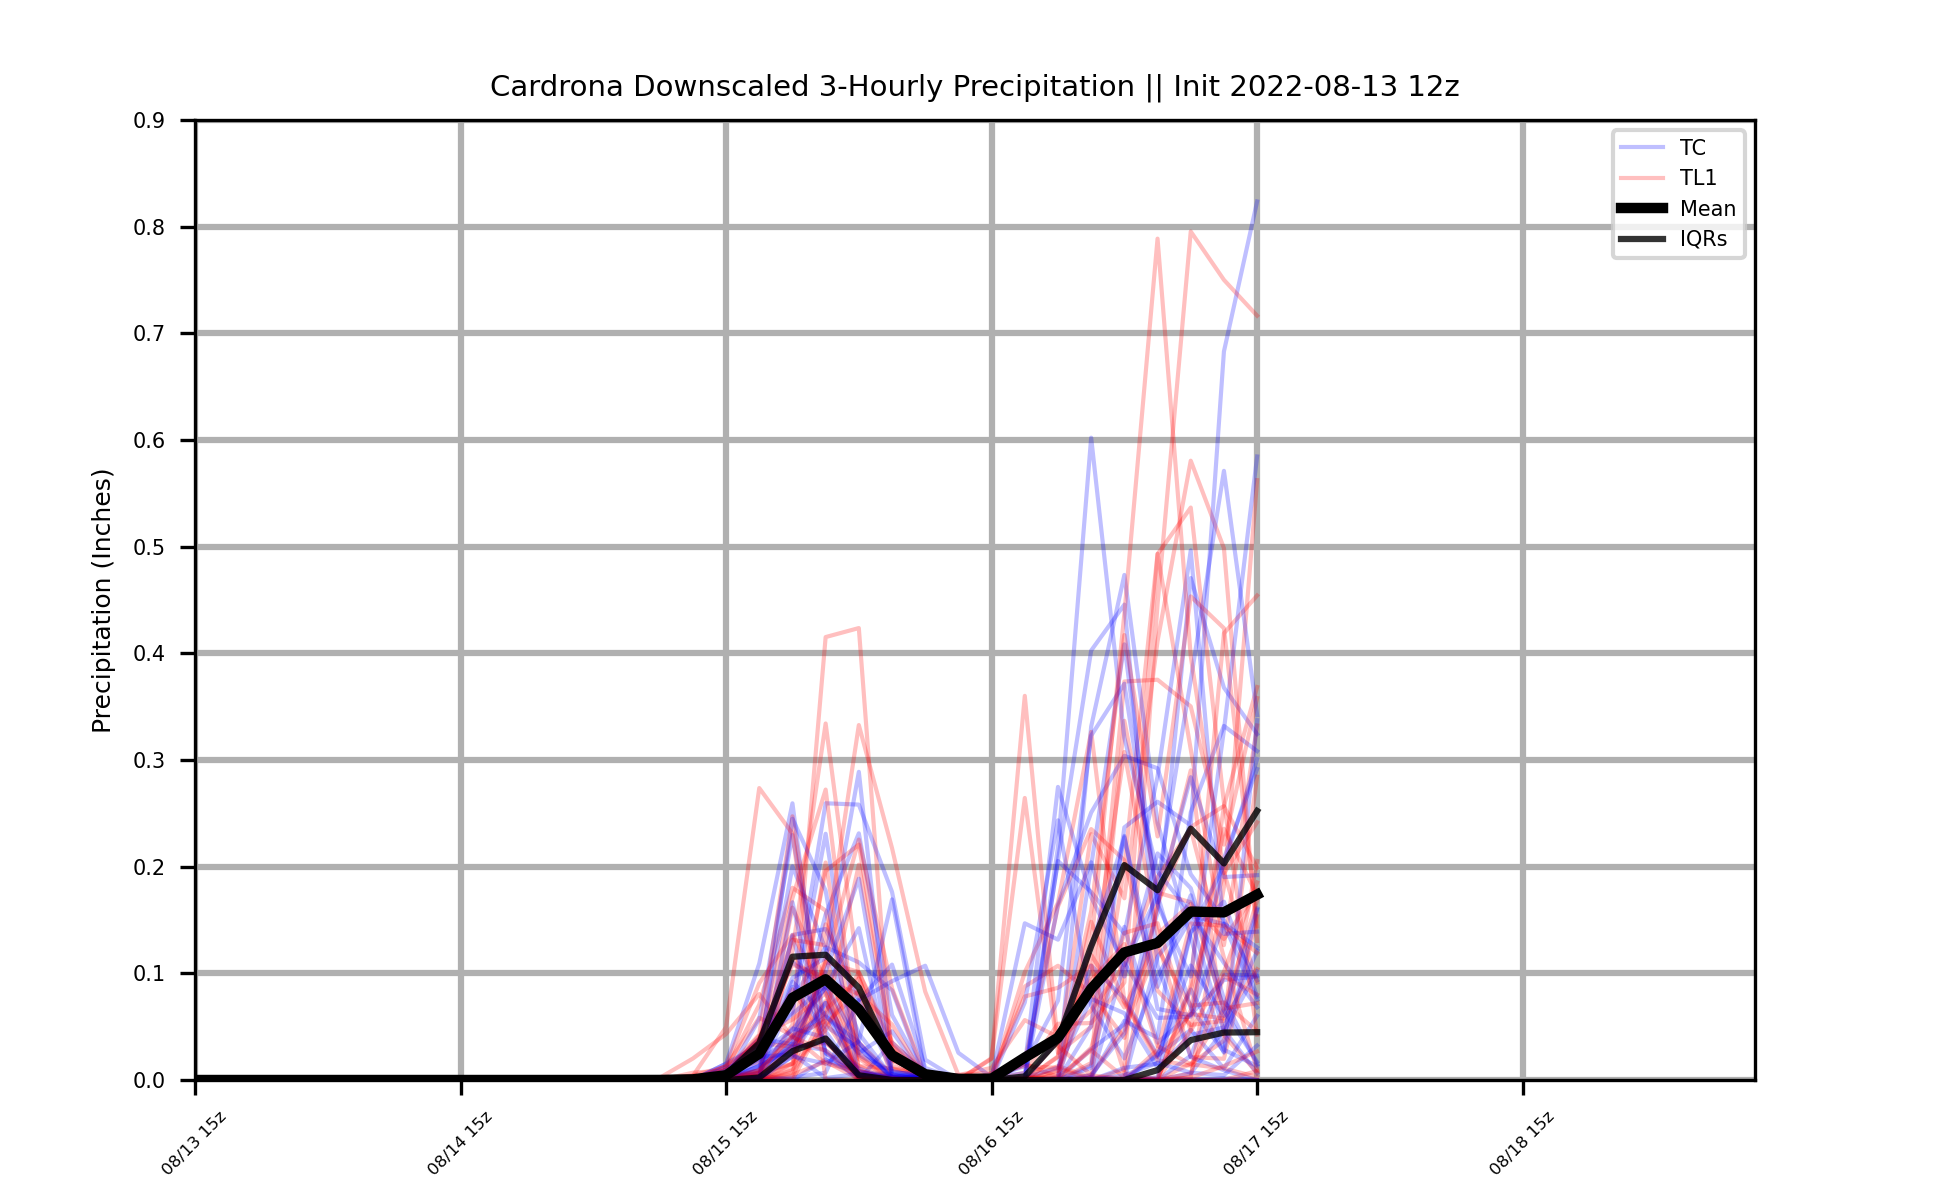 Cardrona Downscaled 3-Hourly Precipitation || Init 2022-08-13 12z
TC
TL1
Mean
IQRs
Precipitation (Inches)
0.9
0.8
0.7
0.6
0.5
0.4
0.3
0.2
0.1
0.0
08/13 15z
08/14 15z
08/15 15z
08/16 15z
08/17 15z
08/18 15z